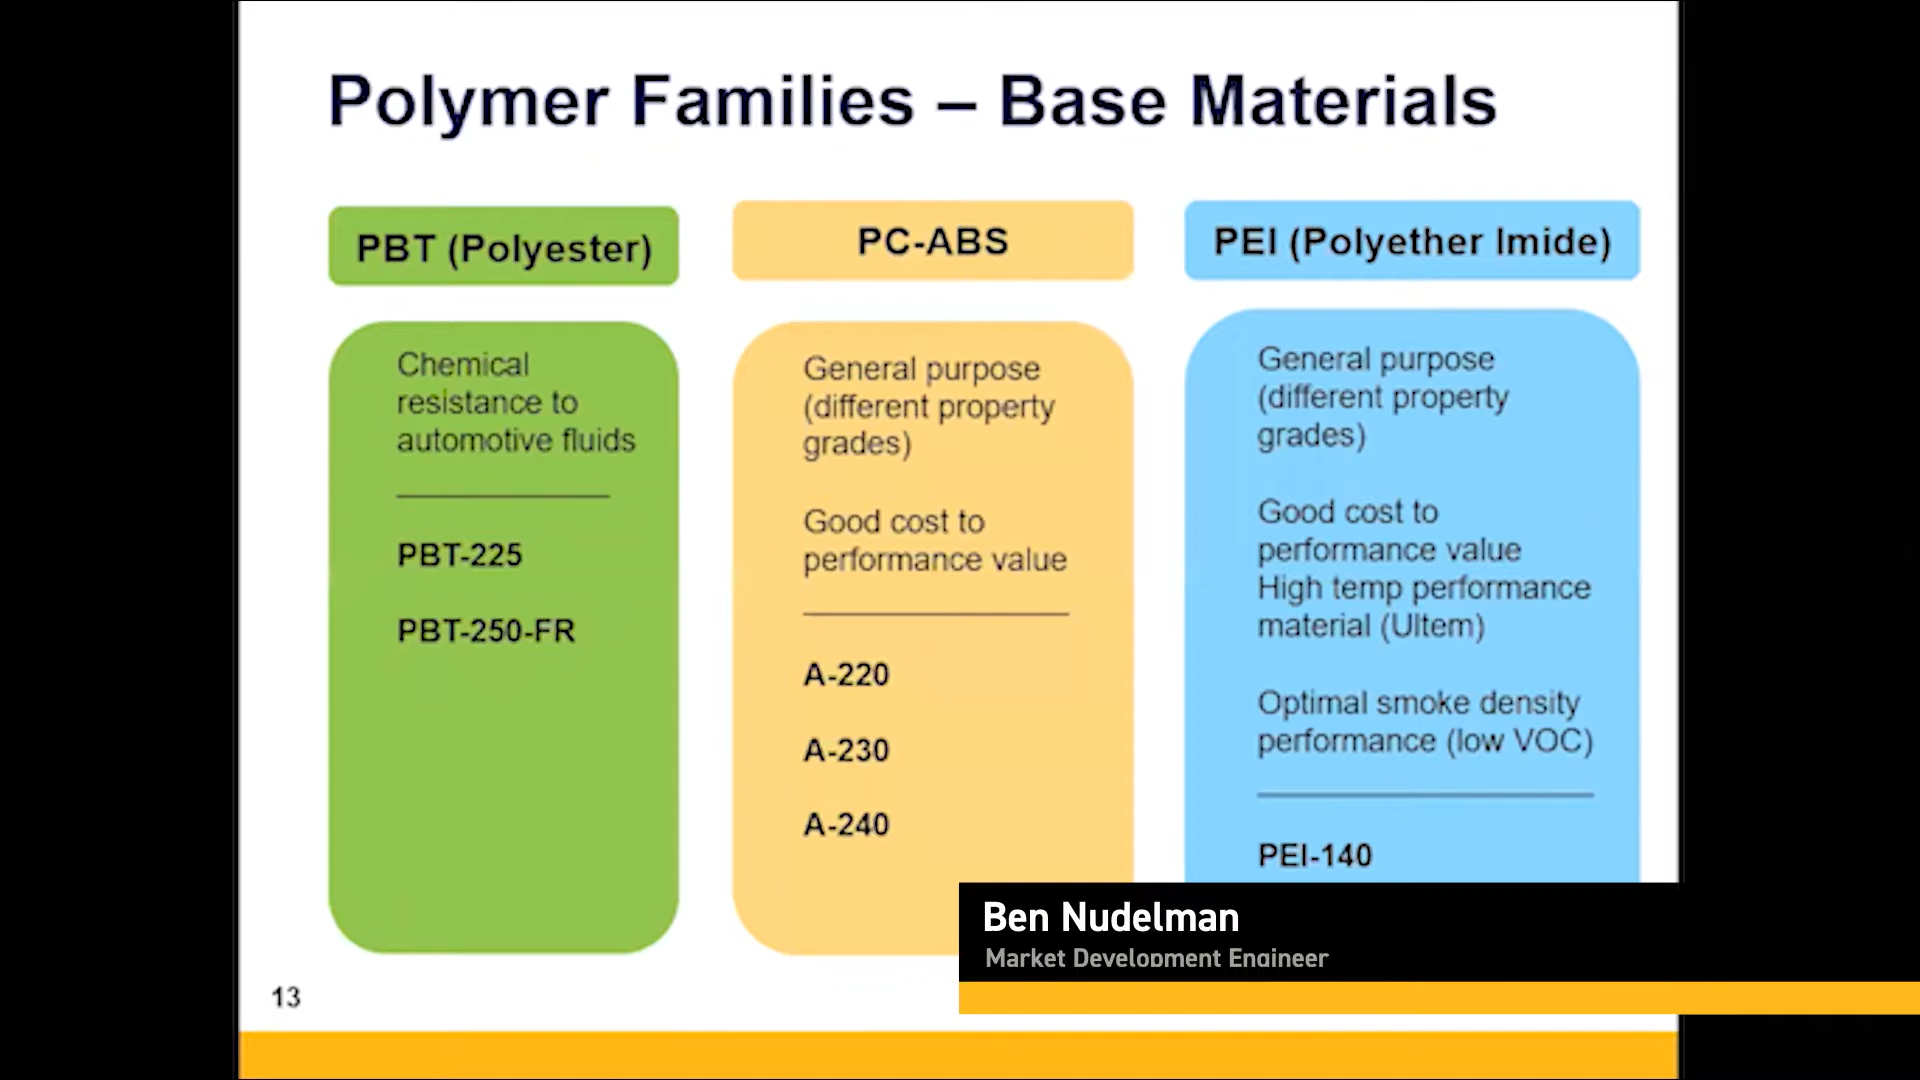 Polymer Families – Base Materials
PBT (Polyester)
Chemical
resistance to
automotive fluids
PBT-225
PBT-250-FR
PC-ABS
General purpose
(different property
grades)
Good cost to
performance value
A-220
A-230
A-240
PEI (Polyether Imide)
General purpose
(different property
grades)
Good cost to
performance value
High temp performance
material (Ultem)
Optimal smoke density
performance (low VOC)
PEI-140
Ben Nudelman
Market Development Engineer
13